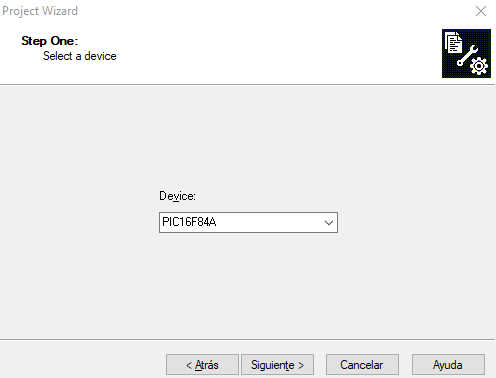 Project Wizard
Step One:
Select a device
Device:
PIC16F84A
< Atrás Siguiente > Cancelar Ayuda